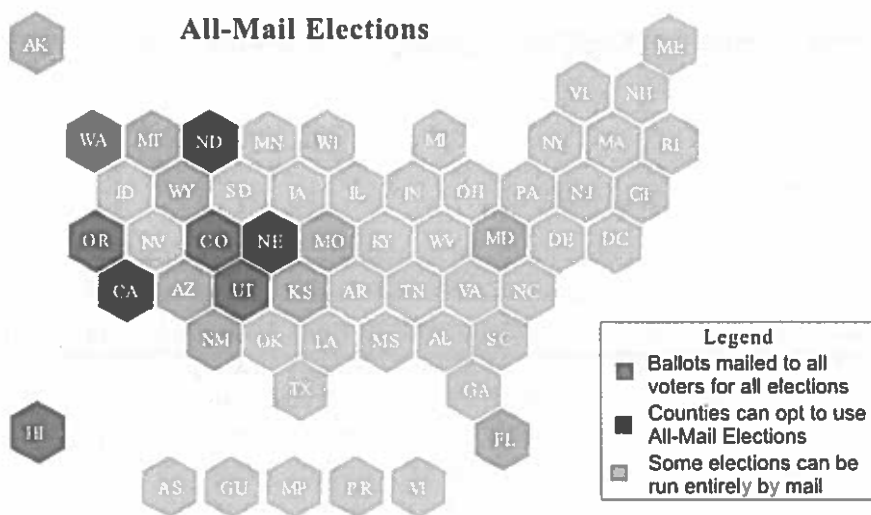 All-Mail Elections
AK
ME
VT NH
WA MT ND MN WI MI NY MA RI
ID WY SD IA IL IN OH PA NJ CT
OR NV CO NE MO KY WV MD DE DC
CA AZ UT KS AR TN VA NC
NM OK LA MS AL SC
TX GA
HI FL
AS GU MP PR VI
Legend
Ballots mailed to all
voters for all elections
Counties can opt to use
All-Mail Elections
Some elections can be
run entirely by mail